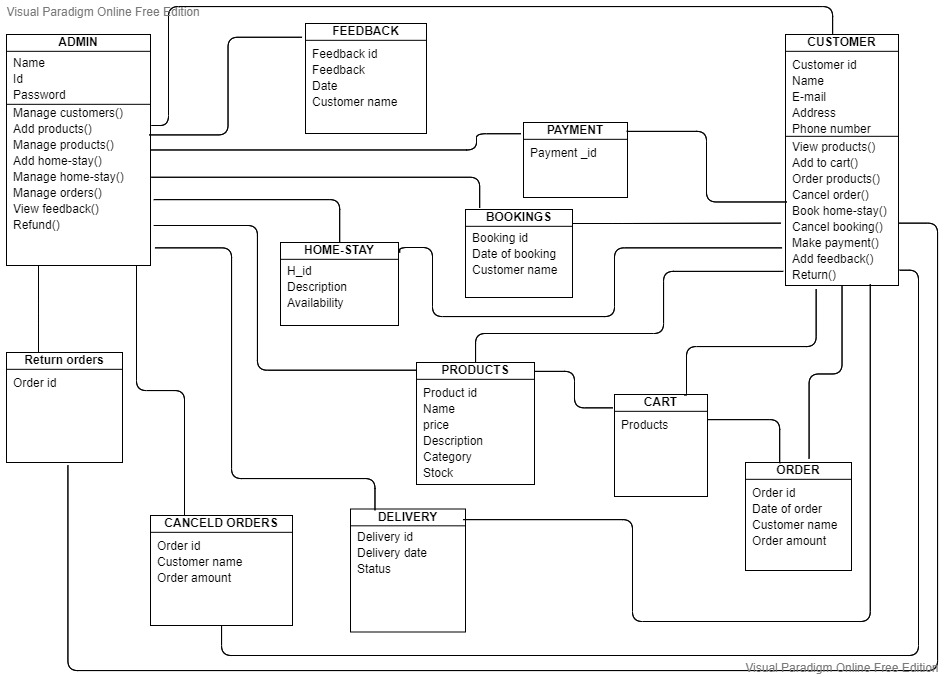 Visual Paradigm Online Free Edition
ADMIN
Name
Id
Password
Manage customers()
Add products()
Manage products()
Add home-stay()
Manage home-stay()
Manage orders()
View feedback()
Refund()
FEEDBACK
Feedback id
Feedback
Date
Customer name
CUSTOMER
Customer id
Name
E-mail
Address
Phone number
View products()
Add to cart()
Order products()
Cancel order()
Book home-stay()
Cancel booking()
Make payment()
Add feedback()
Return()
PAYMENT
Payment _id
BOOKINGS
Booking id
Date of booking
Customer name
HOME-STAY
H_id
Description
Availability
Return orders
Order id
PRODUCTS
Product id
Name
price
Description
Category
Stock
CART
Products
ORDER
Order id
Date of order
Customer name
Order amount
CANCELD ORDERS
Order id
Customer name
Order amount
DELIVERY
Delivery id
Delivery date
Status
Visual Paradigm Online Free Edition